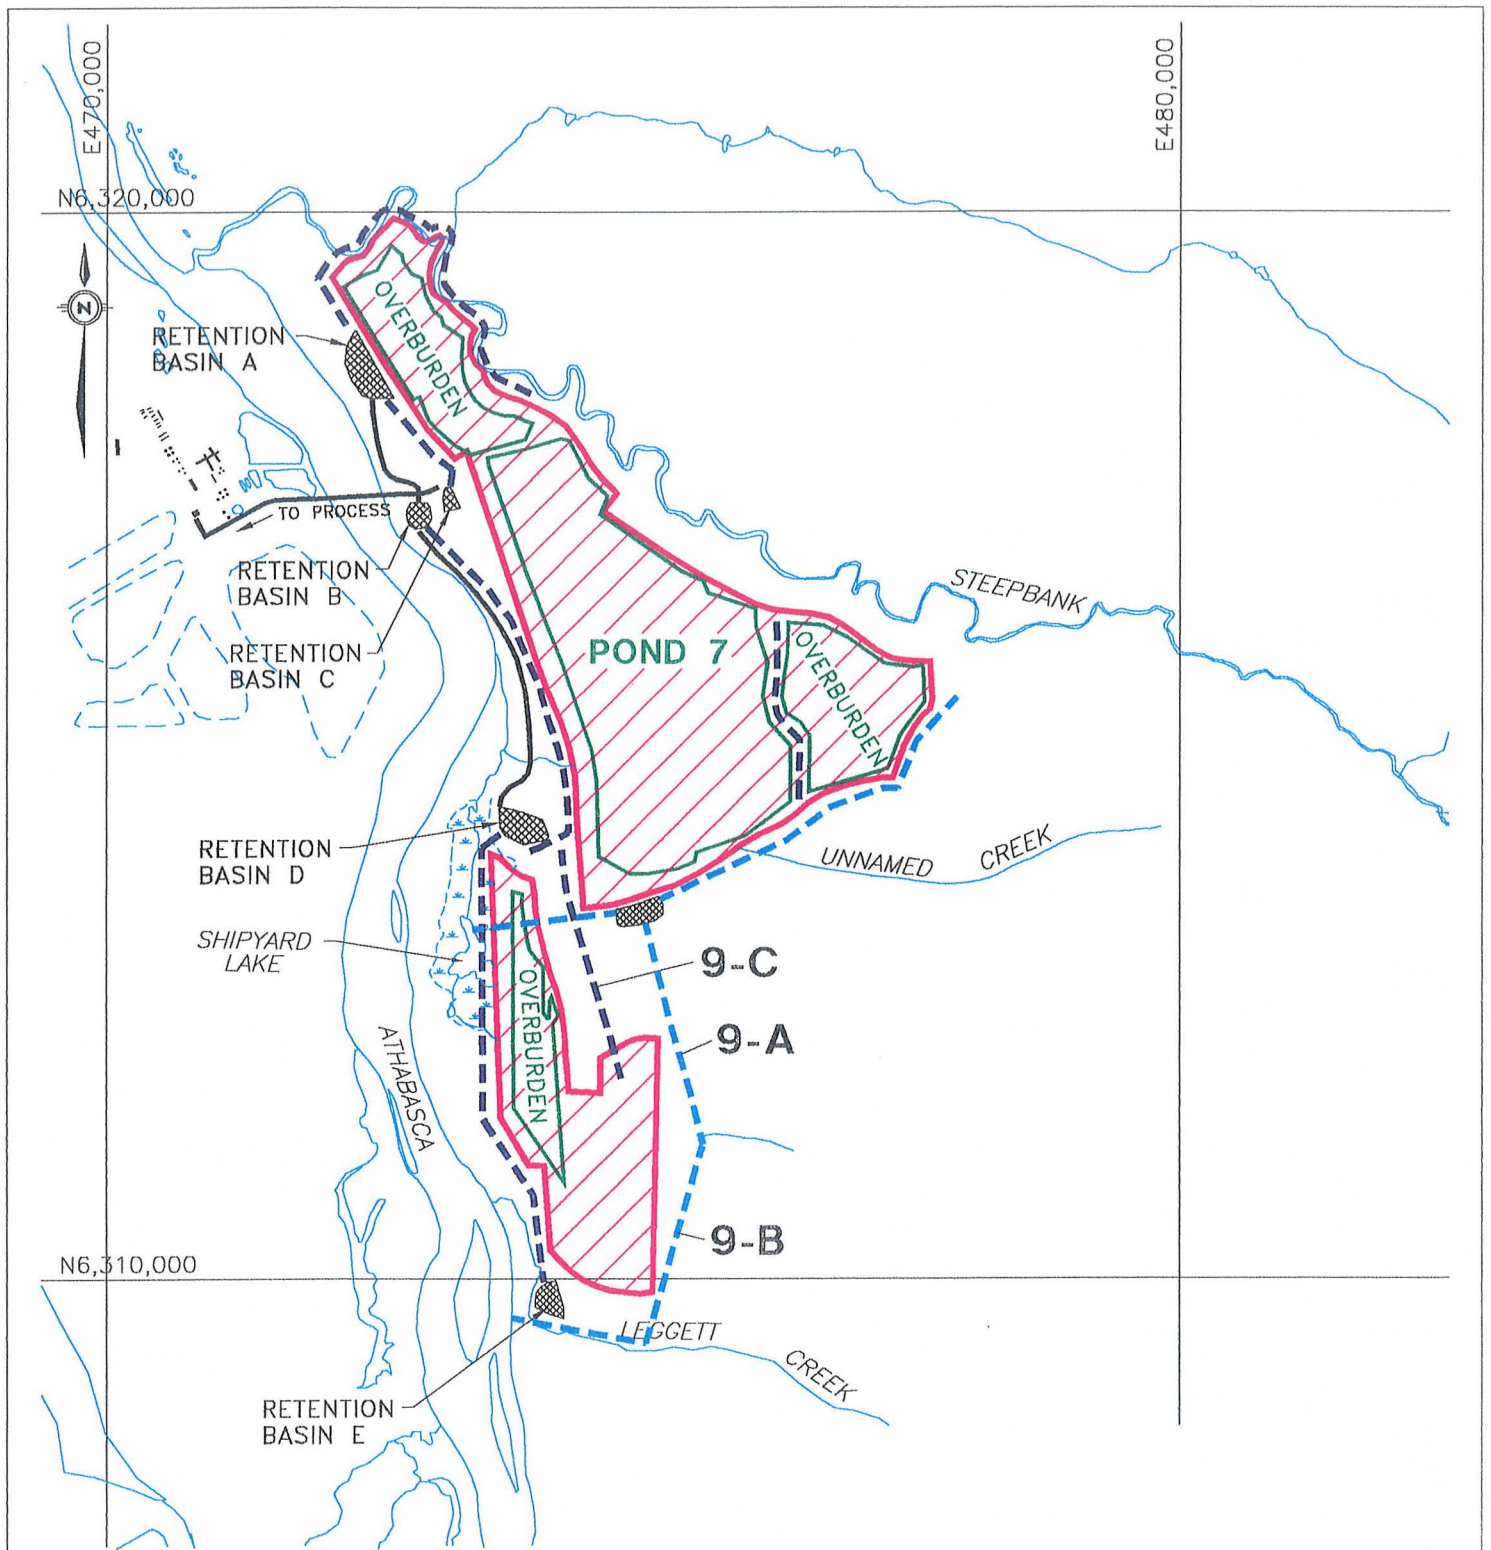 E470,000
E480,000
N6,320,000
N
RETENTION
BASIN A
OVERBURDEN
TO PROCESS
RETENTION
BASIN B
STEEPBANK
RETENTION
BASIN C
POND 7
OVERBURDEN
RETENTION
BASIN D
UNNAMED CREEK
SHIPYARD
LAKE
9-C
OVERBURDEN
ATHABASCA
9-A
9-B
N6,310,000
LEGGETT
CREEK
RETENTION
BASIN E